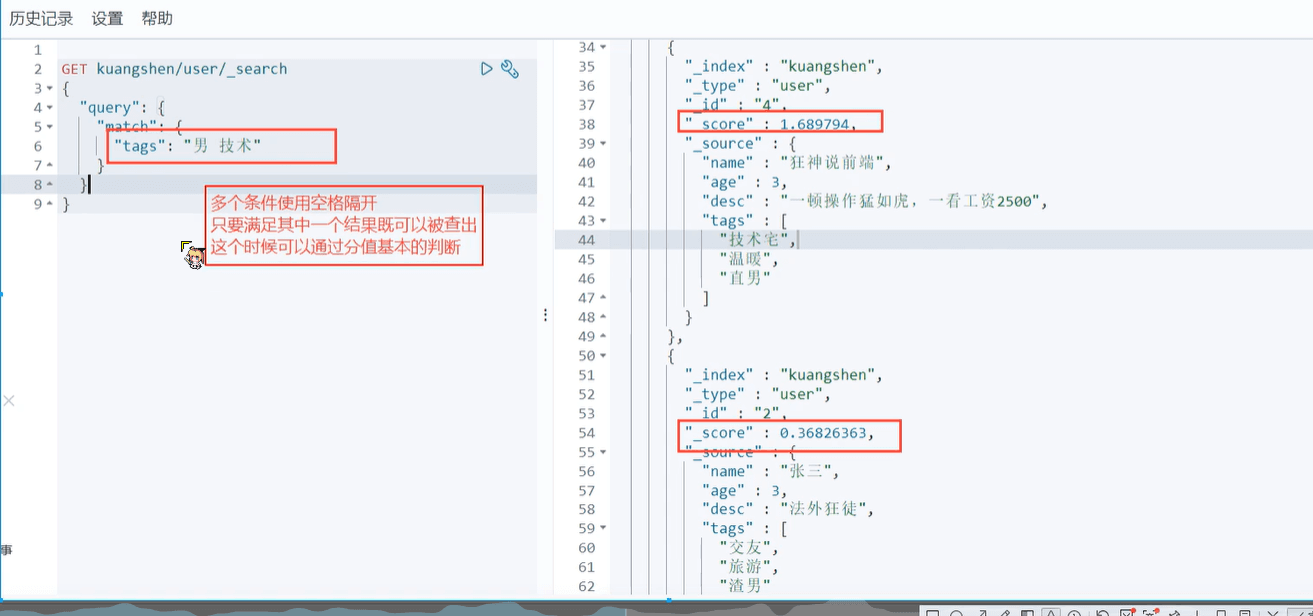 历史记录 设置 帮助
1
2 GET kuangshen/user/_search
3 {
4 "query": {
5 "match": {
6 "tags": "男 技术"
7 }
8 }
9 }
多个条件使用空格隔开
只要满足其中一个结果既可以被查出
这个时候可以通过分值基本的判断
事
34 {
35 "_index" : "kuangshen",
36 "_type" : "user",
37 "_id" : "4",
38 "_score" : 1.689794,
39 "_source" : {
40 "name" : "狂神说前端",
41 "age" : 3,
42 "desc" : "一顿操作猛如虎，一看工资2500",
43 "tags" : [
44 "技术宅",
45 "温暖",
46 "直男"
47 ]
48 }
49 },
50 {
51 "_index" : "kuangshen",
52 "_type" : "user",
53 "_id" : "2",
54 "_score" : 0.36826363,
55 "_source" : {
56 "name" : "张三",
57 "age" : 3,
58 "desc" : "法外狂徒",
59 "tags" : [
60 "交友",
61 "旅游",
62 "渣男"